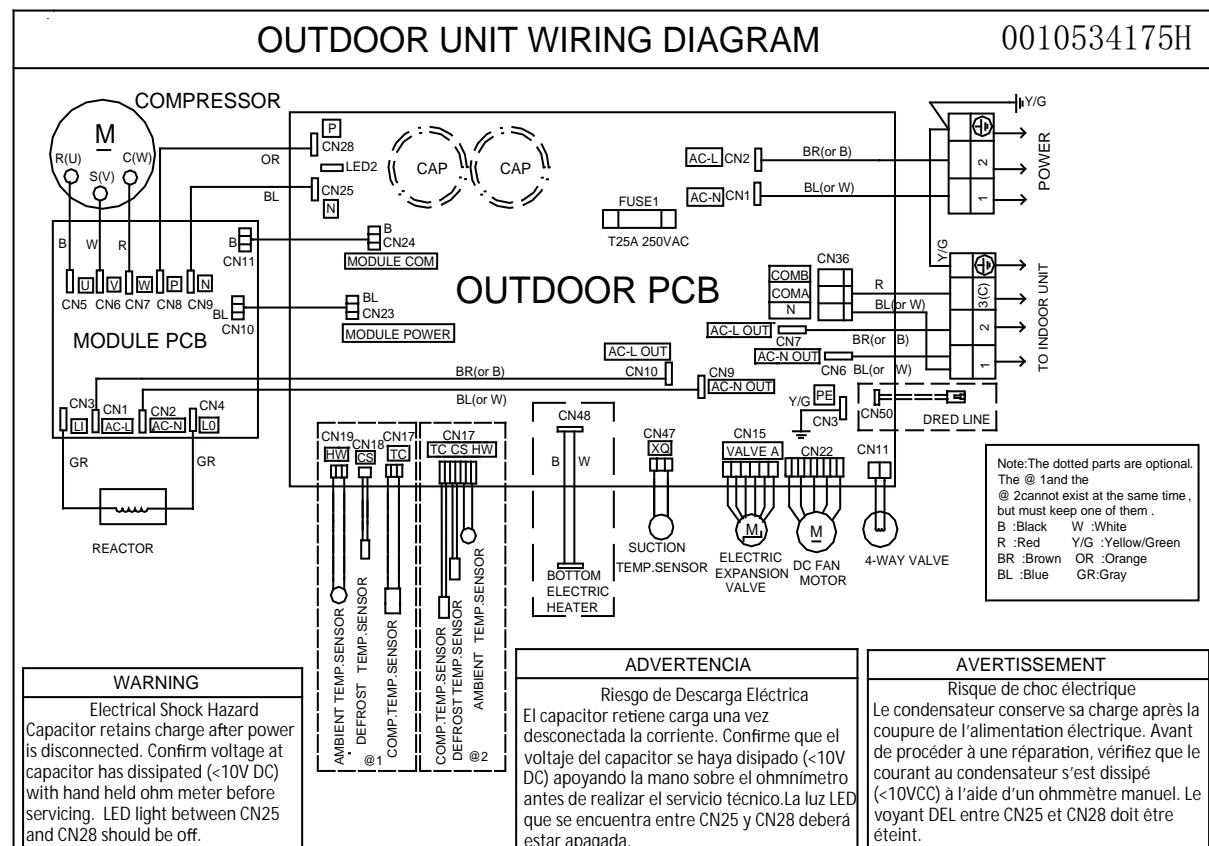 OUTDOOR UNIT WIRING DIAGRAM
0010534175H
COMPRESSOR
M
R(U)
S(V)
C(W)
OR
BL
P
CN28
LED2
CN25
N
CAP
CAP
AC-L CN2
BR(or B)
AC-N CN1
BL(or W)
FUSE1
T25A 250VAC
Y/G
2
1
POWER
Y/G
B
W
R
U
V
W
P
N
CN5
CN6
CN7
CN8
CN9
B
CN11
B
CN24
MODULE COM
BL
CN10
BL
CN23
MODULE POWER
MODULE PCB
OUTDOOR PCB
CN36
COMB
COMA
N
R
BL(or W)
AC-L OUT
CN7
BR(or B)
AC-N OUT
CN6
BL(or W)
3(C)
2
1
TO INDOOR UNIT
AC-L OUT
CN10
BR(or B)
CN9
AC-N OUT
BL(or W)
Y/G
PE
CN3
CN50
DRED LINE
CN3
LI
CN1
AC-L
CN2
AC-N
CN4
L0
GR
GR
REACTOR
CN19
HW
CN18
CS
CN17
TC
AMBIENT TEMP.SENSOR
DEFROST TEMP.SENSOR
COMP.TEMP.SENSOR
@1
CN17
TC CS HW
COMP.TEMP.SENSOR
DEFROST TEMP.SENSOR
AMBIENT TEMP.SENSOR
@2
CN48
B
W
BOTTOM
ELECTRIC
HEATER
CN47
XQ
SUCTION
TEMP.SENSOR
CN15
VALVE A
M
ELECTRIC
EXPANSION
VALVE
CN22
M
DC FAN
MOTOR
CN11
4-WAY VALVE
Note:The dotted parts are optional.
The @ 1and the
@ 2cannot exist at the same time ,
but must keep one of them .
B :Black W :White
R :Red Y/G :Yellow/Green
BR :Brown OR :Orange
BL :Blue GR:Gray
WARNING
Electrical Shock Hazard
Capacitor retains charge after power
is disconnected. Confirm voltage at
capacitor has dissipated (<10V DC)
with hand held ohm meter before
servicing. LED light between CN25
and CN28 should be off.
ADVERTENCIA
Riesgo de Descarga Eléctrica
El capacitor retiene carga una vez
desconectada la corriente. Confirme que el
voltaje del capacitor se haya disipado (<10V
DC) apoyando la mano sobre el ohmnímetro
antes de realizar el servicio técnico.La luz LED
que se encuentra entre CN25 y CN28 deberá
estar apagada.
AVERTISSEMENT
Risque de choc électrique
Le condensateur conserve sa charge après la
coupure de l'alimentation électrique. Avant
de procéder à une réparation, vérifiez que le
courant au condensateur s'est dissipé
(<10VCC) à l'aide d'un ohmmètre manuel. Le
voyant DEL entre CN25 et CN28 doit être
éteint.